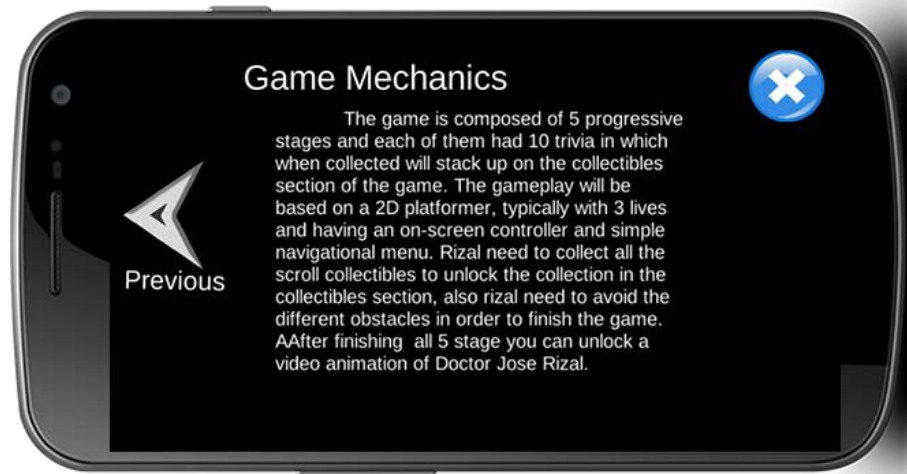 Game Mechanics
The game is composed of 5 progressive
stages and each of them had 10 trivia in which
when collected will stack up on the collectibles
section of the game. The gameplay will be
based on a 2D platformer, typically with 3 lives
and having an on-screen controller and simple
navigational menu. Rizal need to collect all the
scroll collectibles to unlock the collection in the
collectibles section, also rizal need to avoid the
different obstacles in order to finish the game.
AAfter finishing  all 5 stage you can unlock a
video animation of Doctor Jose Rizal.
Previous